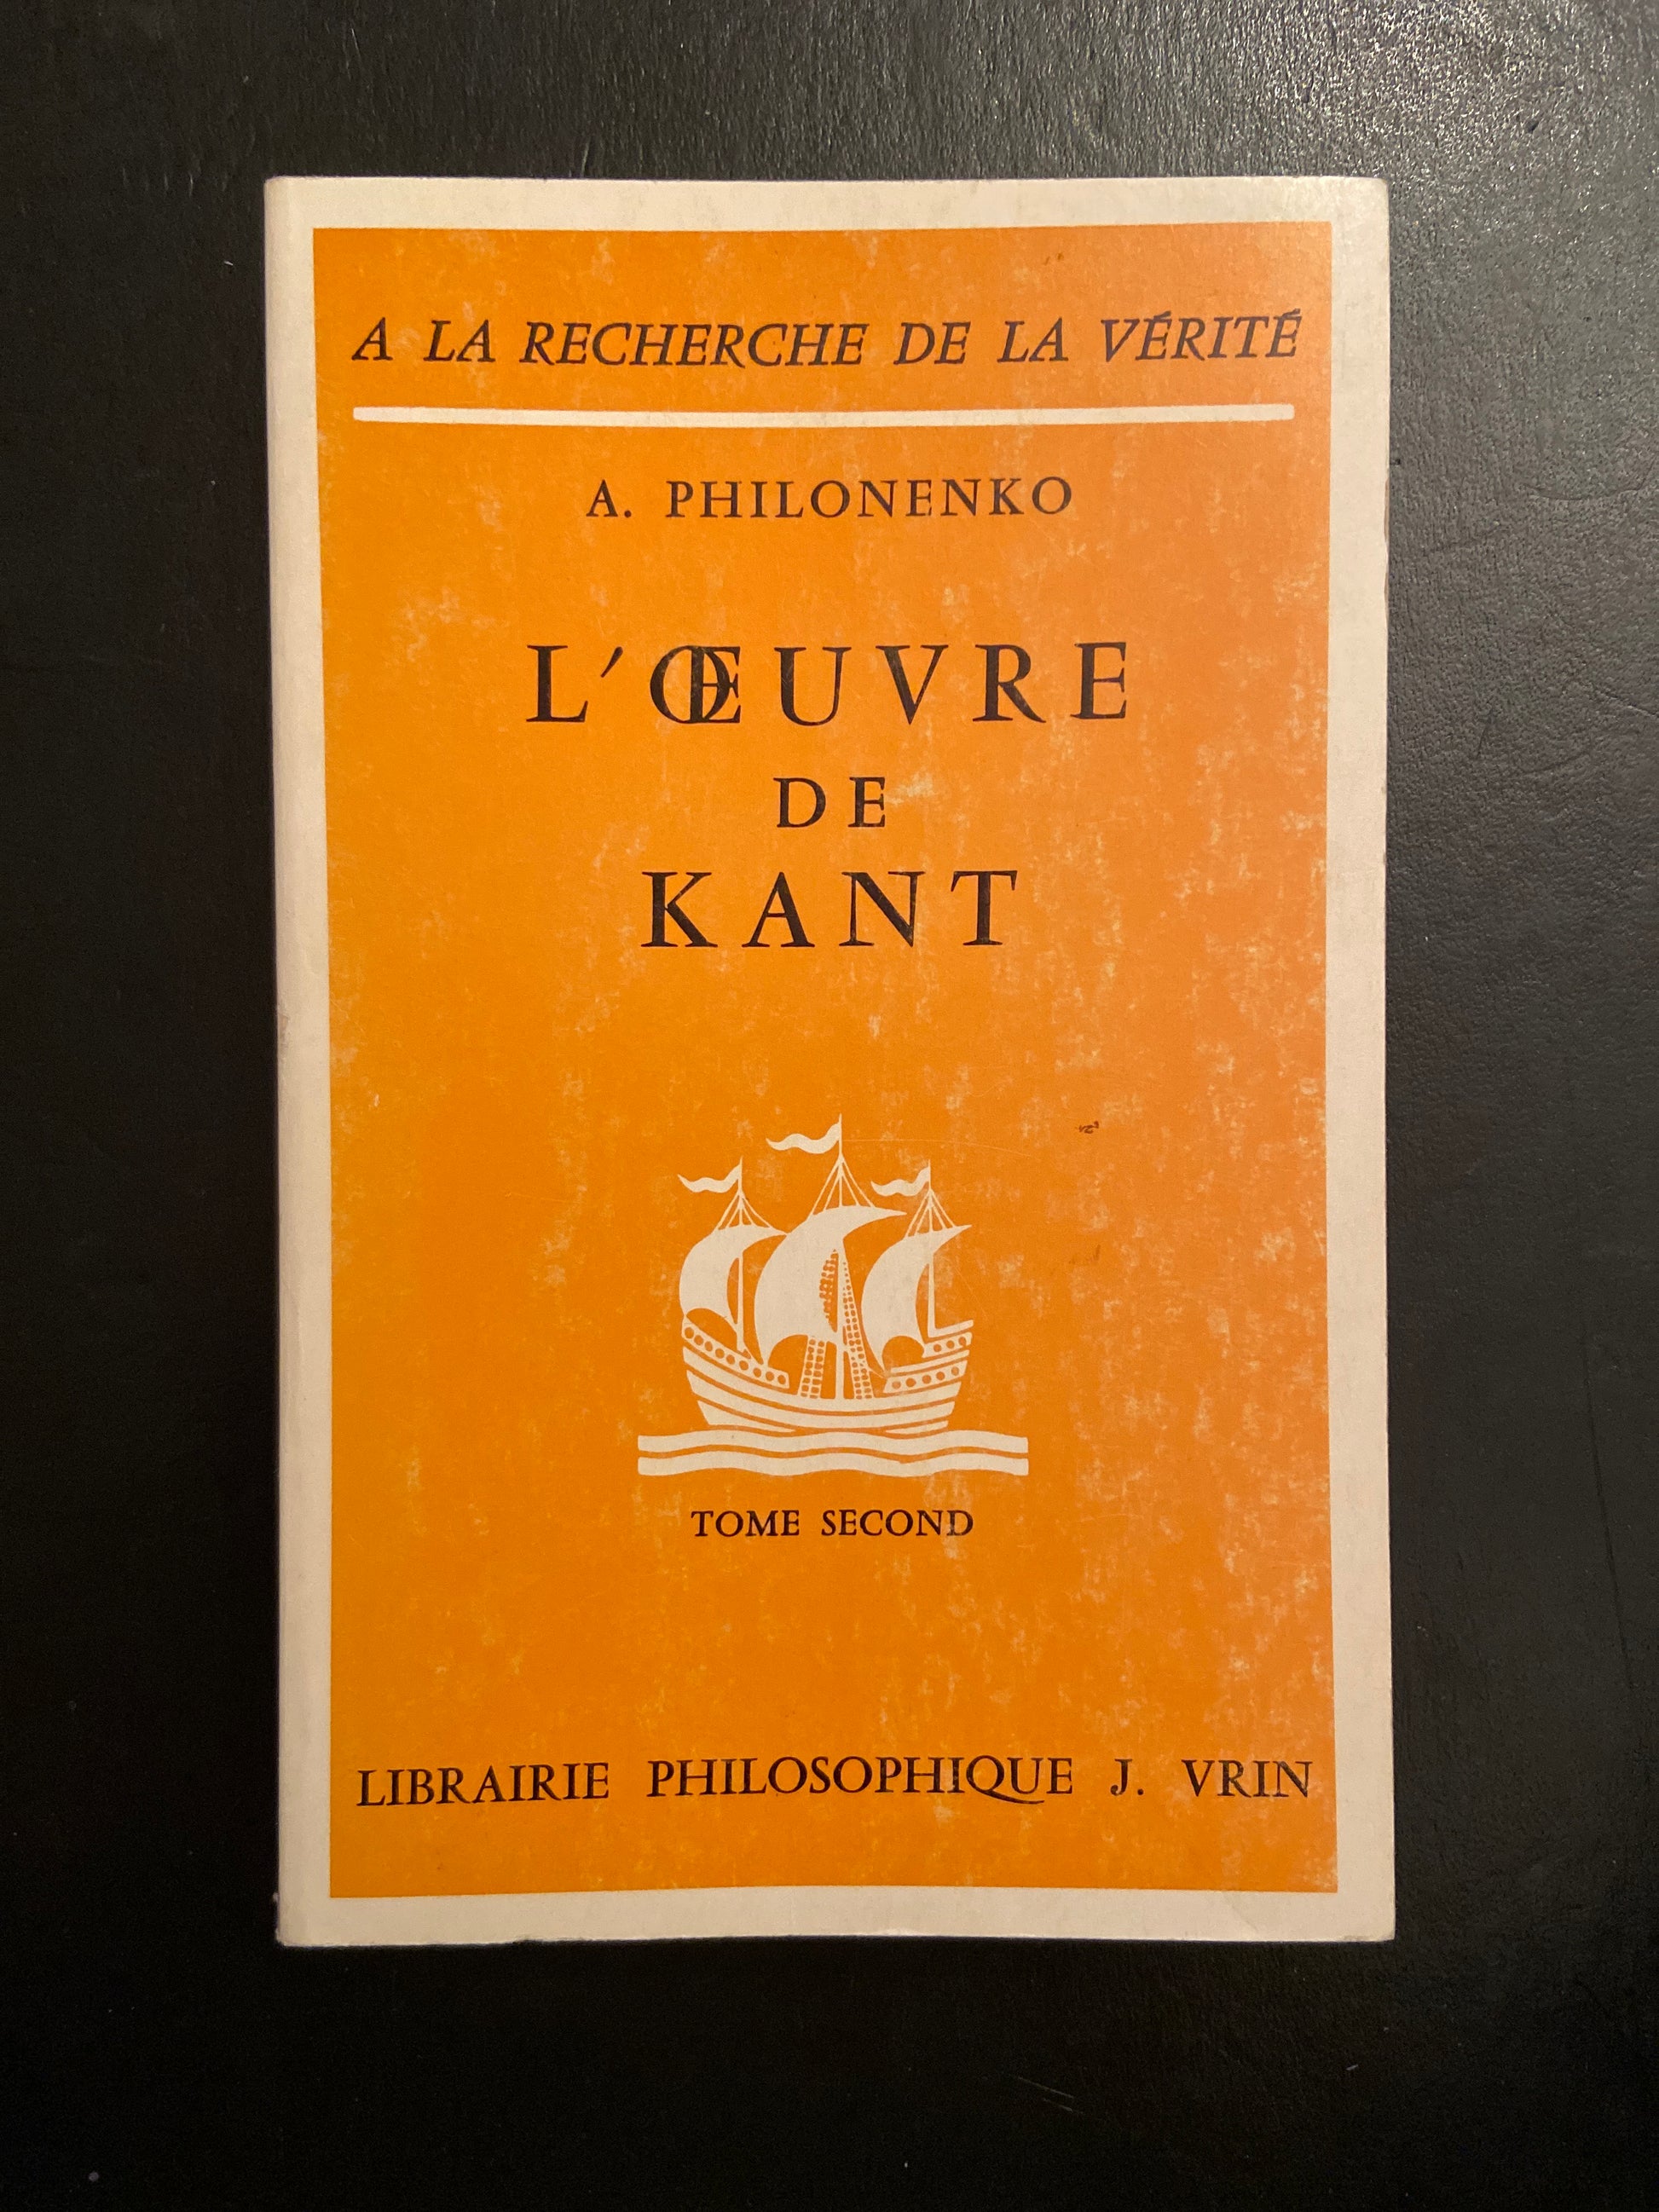 A LA RECHERCHE DE LA VÉRITÉ
A. PHILONENKO
L'ŒUVRE
DE
KANT
TOME SECOND
LIBRAIRIE PHILOSOPHIQUE J. VRIN